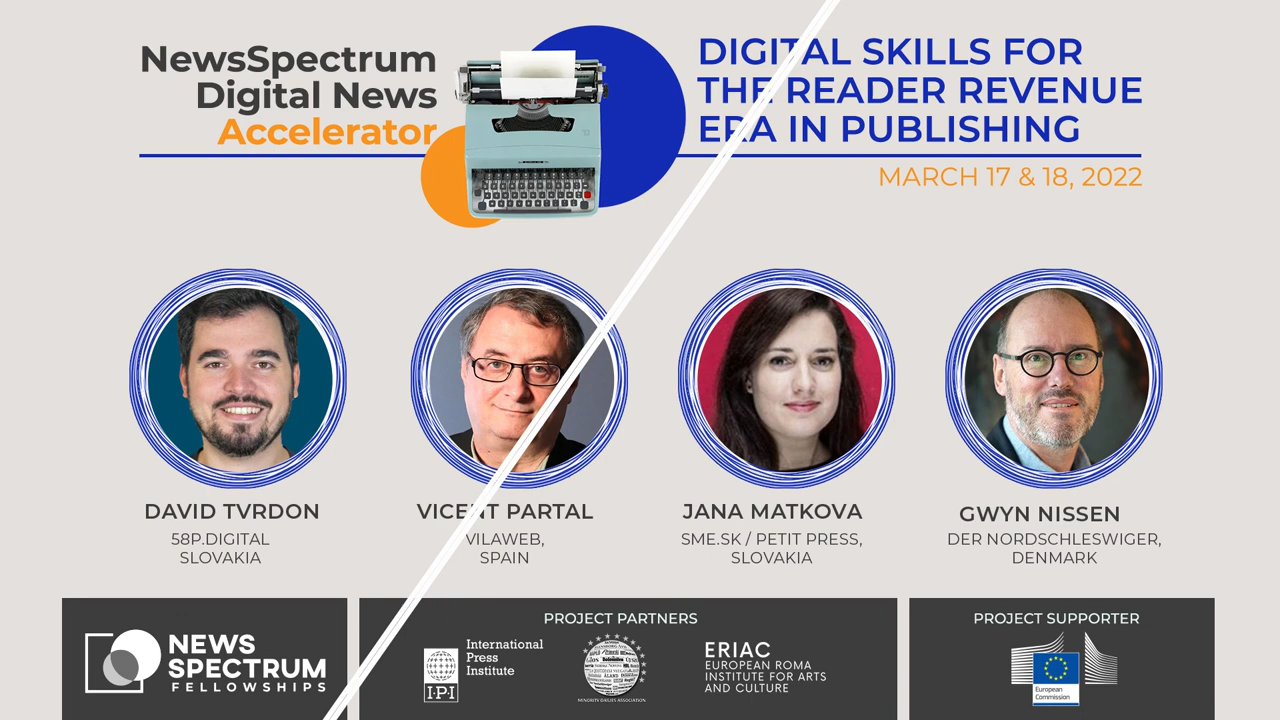 NewsSpectrum
Digital News
Accelerator
DIGITAL SKILLS FOR
THE READER REVENUE
ERA IN PUBLISHING
MARCH 17 & 18, 2022
DAVID TVRDON
58P.DIGITAL
SLOVAKIA
VICENT PARTAL
VILAWEB,
SPAIN
JANA MATKOVA
SME.SK / PETIT PRESS,
SLOVAKIA
GWYN NISSEN
DER NORDSCHLESWIGER,
DENMARK
NEWS
SPECTRUM
FELLOWSHIPS
PROJECT PARTNERS
International
Press
Institute
I·P·I
MINORITY DAILIES ASSOCIATION
ERIAC
EUROPEAN ROMA
INSTITUTE FOR ARTS
AND CULTURE
PROJECT SUPPORTER
European
Commission